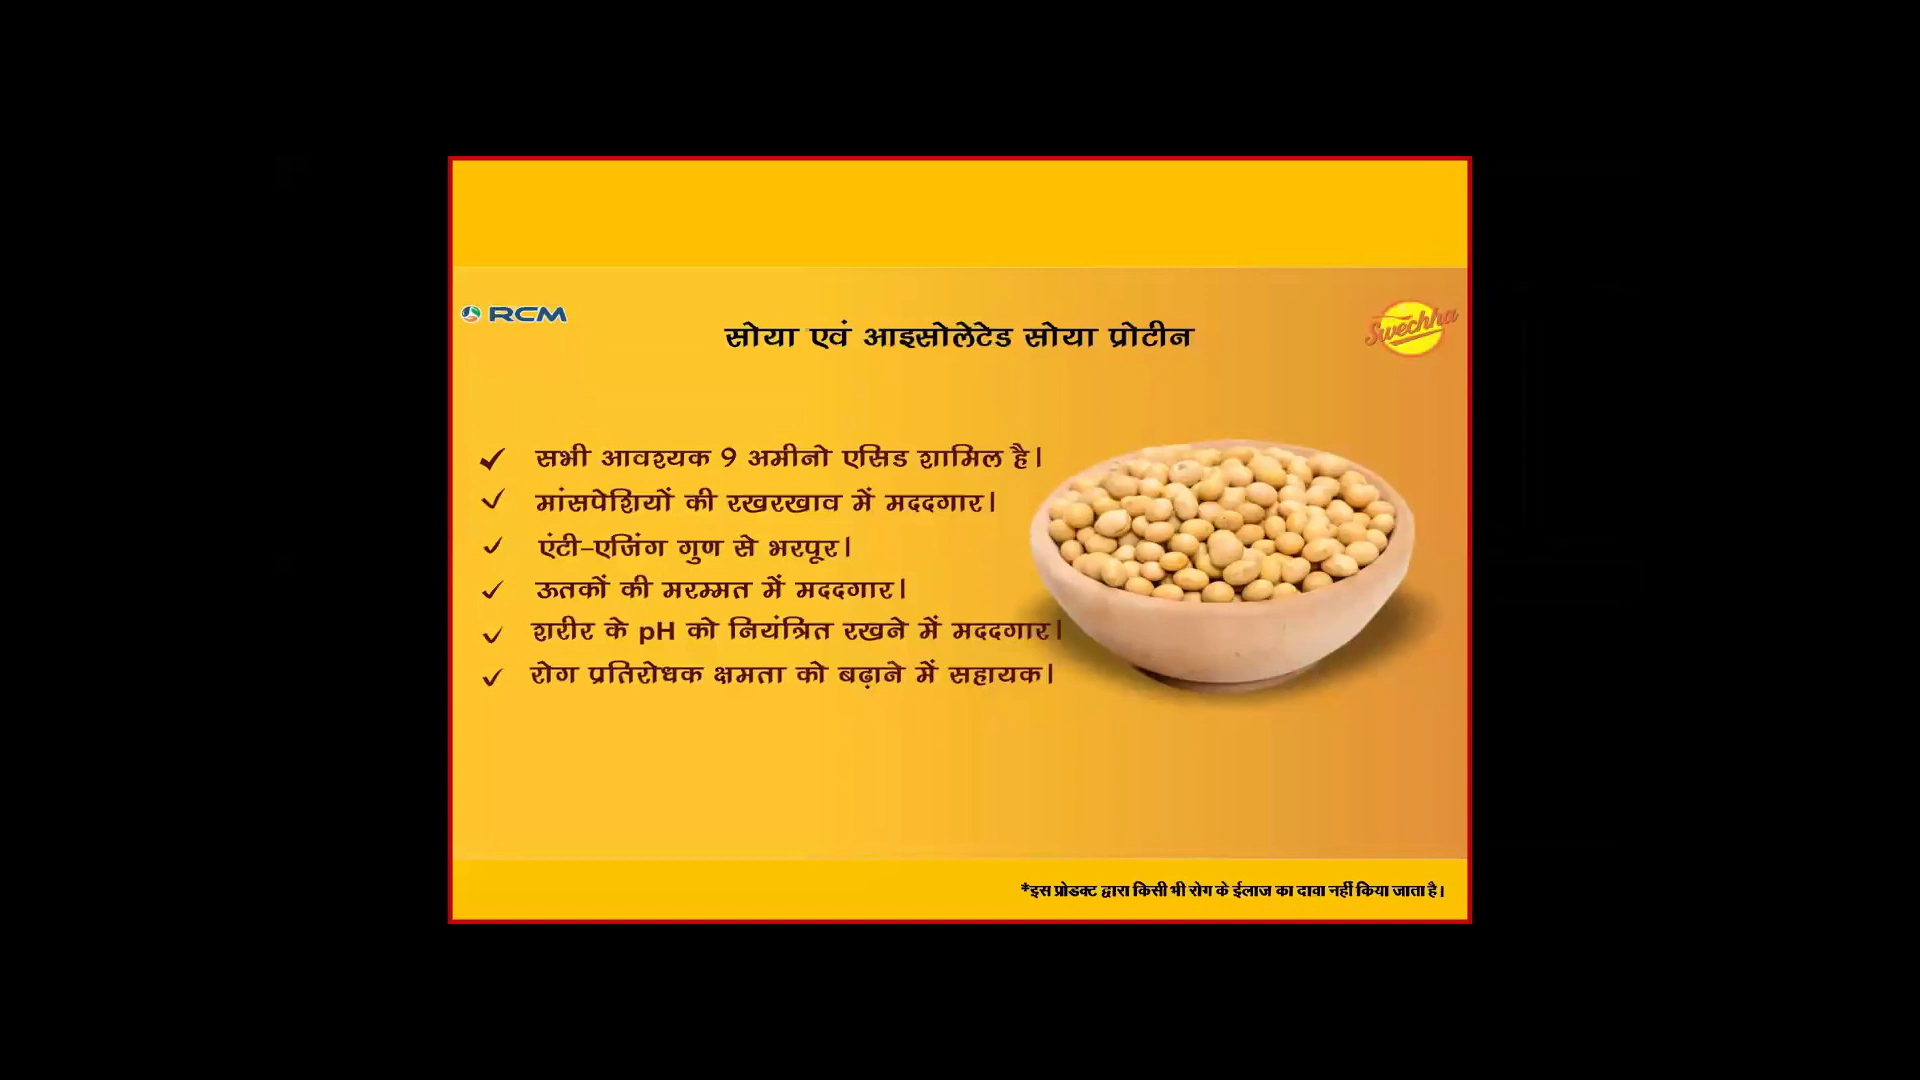 RCM
Swechha
सोया एवं आइसोलेटेड सोया प्रोटीन
सभी आवश्यक 9 अमीनो एसिड शामिल है।
मांसपेशियों की रखरखाव में मददगार।
एंटी-एजिंग गुण से भरपूर।
ऊतकों की मरम्मत में मददगार।
शरीर के pH को नियंत्रित रखने में मददगार।
रोग प्रतिरोधक क्षमता को बढ़ाने में सहायक।
*इस प्रोडक्ट द्वारा किसी भी रोग के ईलाज का दावा नहीं किया जाता है।